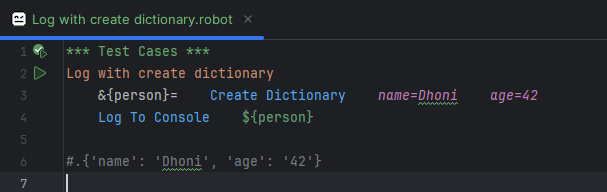 Log with create dictionary.robot
1 *** Test Cases ***
2 Log with create dictionary
3     &{person}=    Create Dictionary    name=Dhoni    age=42
4     Log To Console    ${person}
5
6 #.{'name': 'Dhoni', 'age': '42'}
7